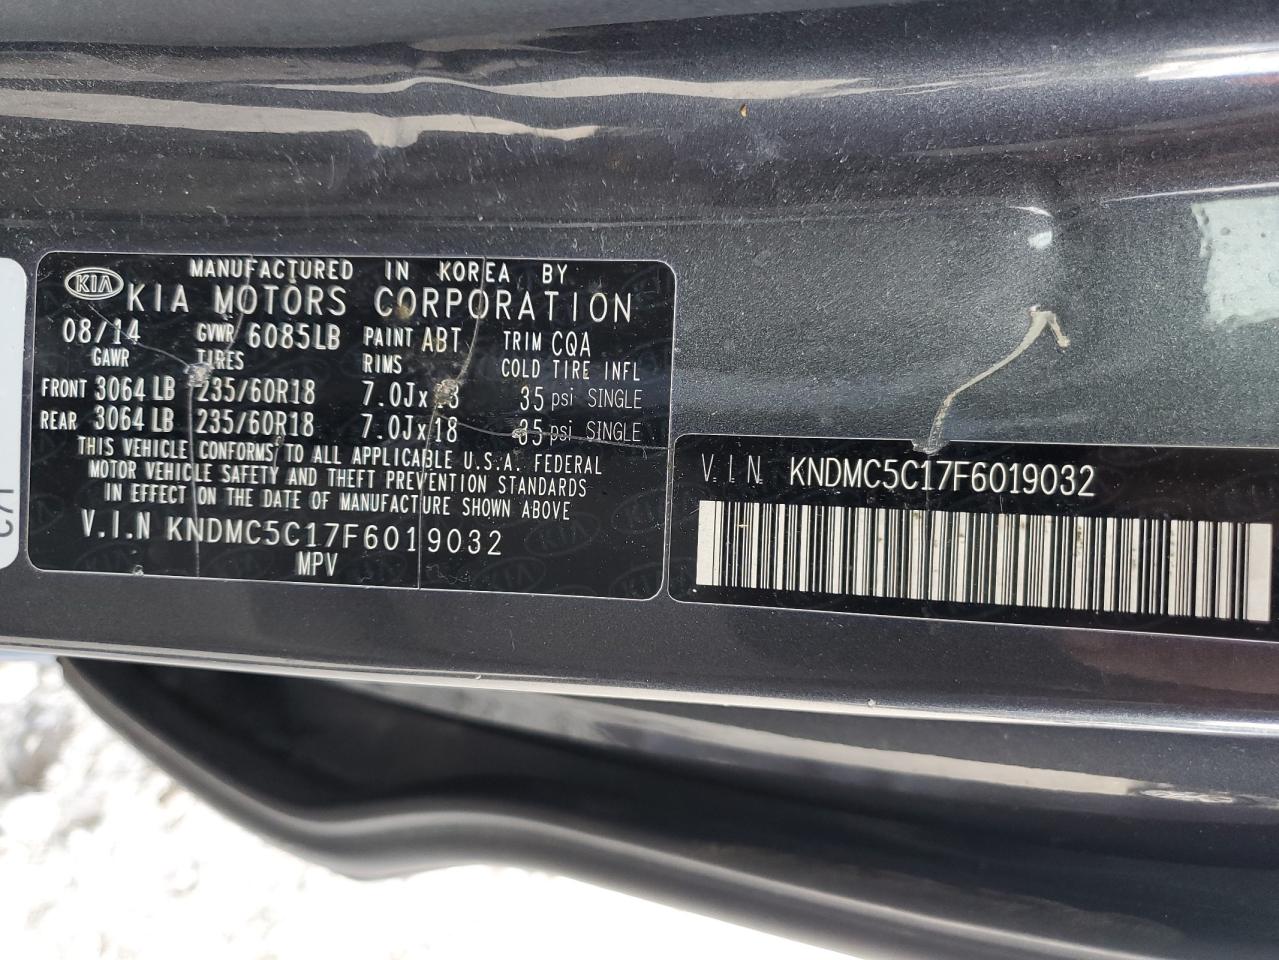 MANUFACTURED IN KOREA BY
KIA KIA MOTORS CORPORATION
08/14 GVWR 6085LB PAINT ABT TRIM CQA
GAWR TIRES RIMS COLD TIRE INFL
FRONT 3064 LB 235/60R18 7.0Jx18 35 psi SINGLE
REAR 3064 LB 235/60R18 7.0Jx18 35 psi SINGLE
THIS VEHICLE CONFORMS TO ALL APPLICABLE U.S.A. FEDERAL
MOTOR VEHICLE SAFETY AND THEFT PREVENTION STANDARDS
IN EFFECT ON THE DATE OF MANUFACTURE SHOWN ABOVE
V.I.N KNDMC5C17F6019032
MPV
V.I.N. KNDMC5C17F6019032